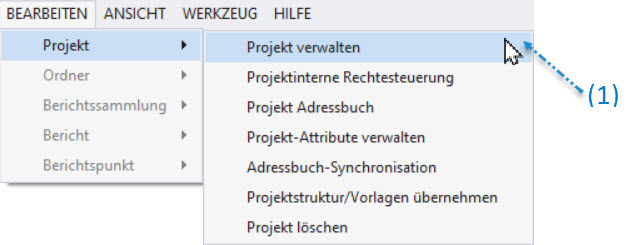 BEARBEITEN ANSICHT WERKZEUG HILFE
Projekt
Ordner
Berichtssammlung
Bericht
Berichtspunkt
Projekt verwalten
Projektinterne Rechtesteuerung
Projekt Adressbuch
Projekt-Attribute verwalten
Adressbuch-Synchronisation
Projektstruktur/Vorlagen übernehmen
Projekt löschen
(1)